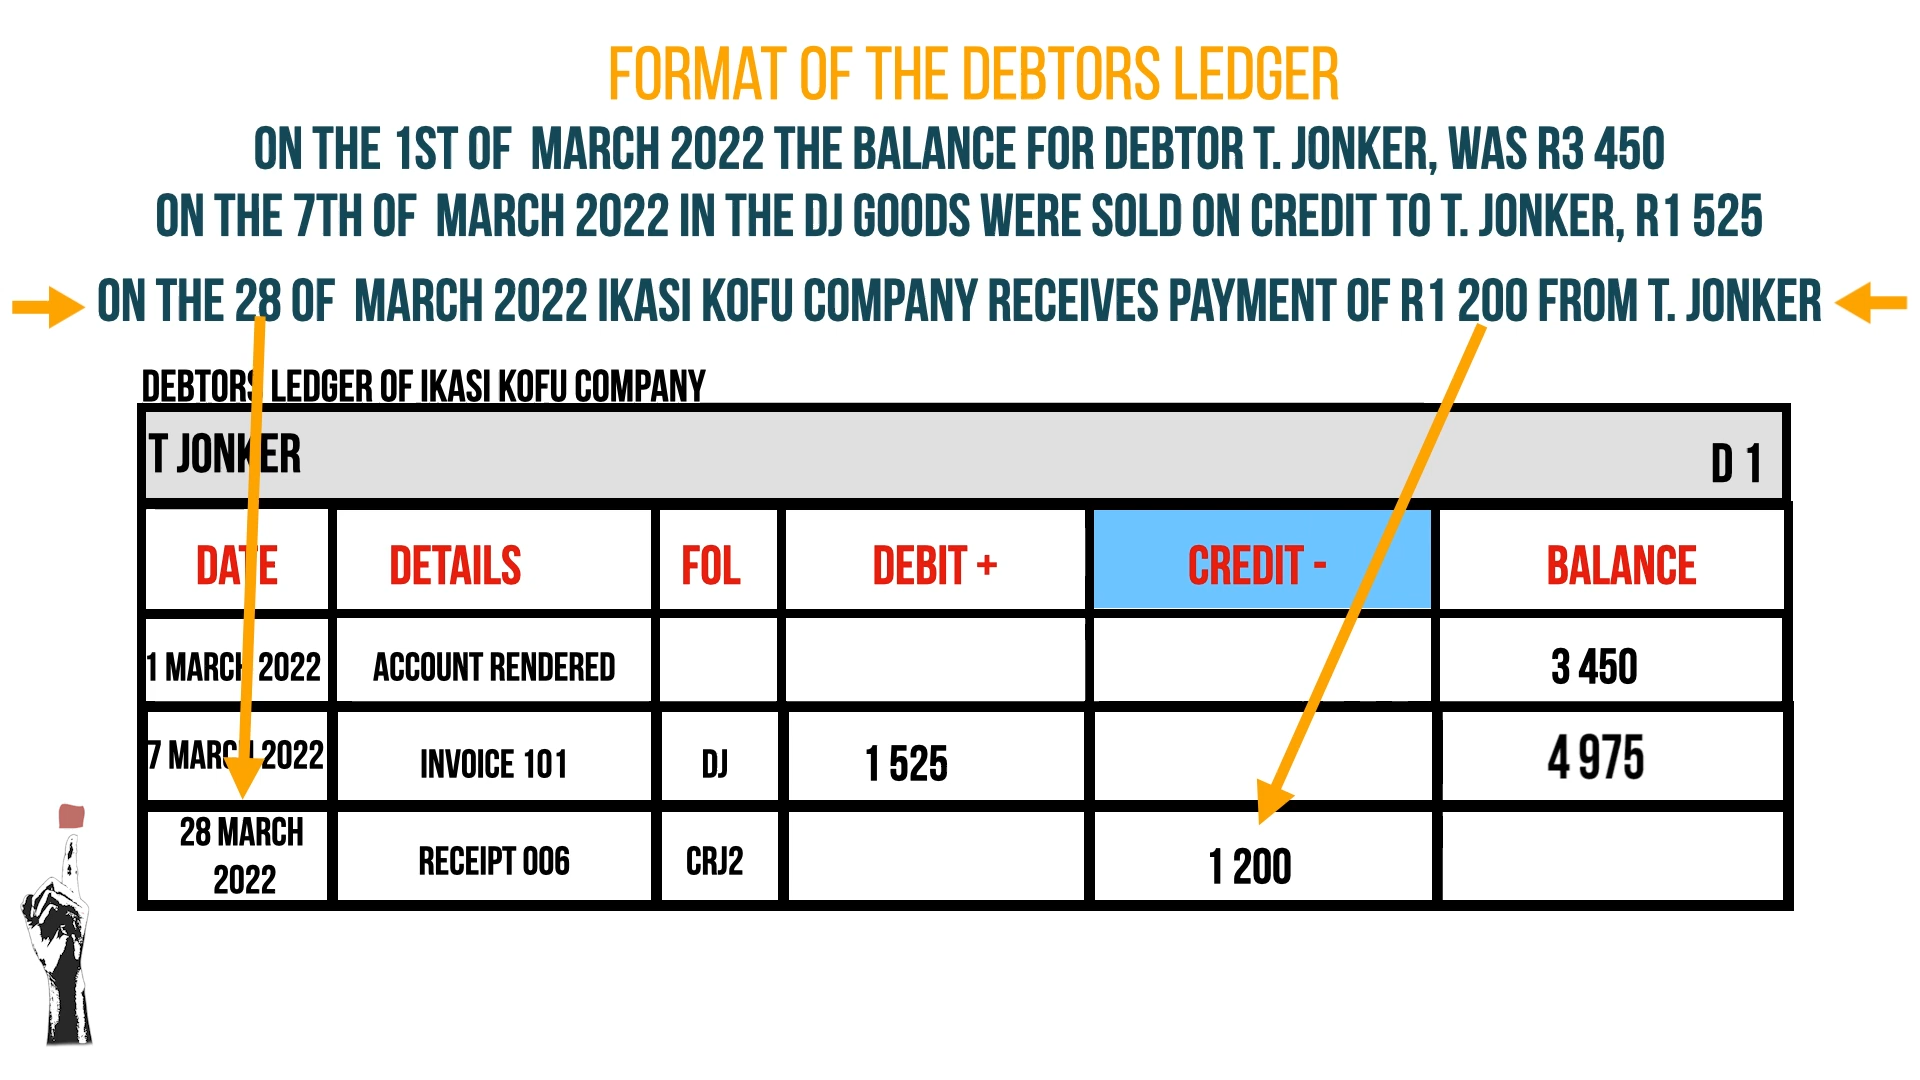 FORMAT OF THE DEBTORS LEDGER
ON THE 1ST OF MARCH 2022 THE BALANCE FOR DEBTOR T. JONKER, WAS R3 450
ON THE 7TH OF MARCH 2022 IN THE DJ GOODS WERE SOLD ON CREDIT TO T. JONKER, R1 525
ON THE 28 OF MARCH 2022 IKASI KOFU COMPANY RECEIVES PAYMENT OF R1 200 FROM T. JONKER
DEBTORS LEDGER OF IKASI KOFU COMPANY
T JONKER D 1
DATE DETAILS FOL DEBIT + CREDIT - BALANCE
1 MARCH 2022 ACCOUNT RENDERED 3 450
7 MARCH 2022 INVOICE 101 DJ 1 525 4 975
28 MARCH
2022 RECEIPT 006 CRJ2 1 200